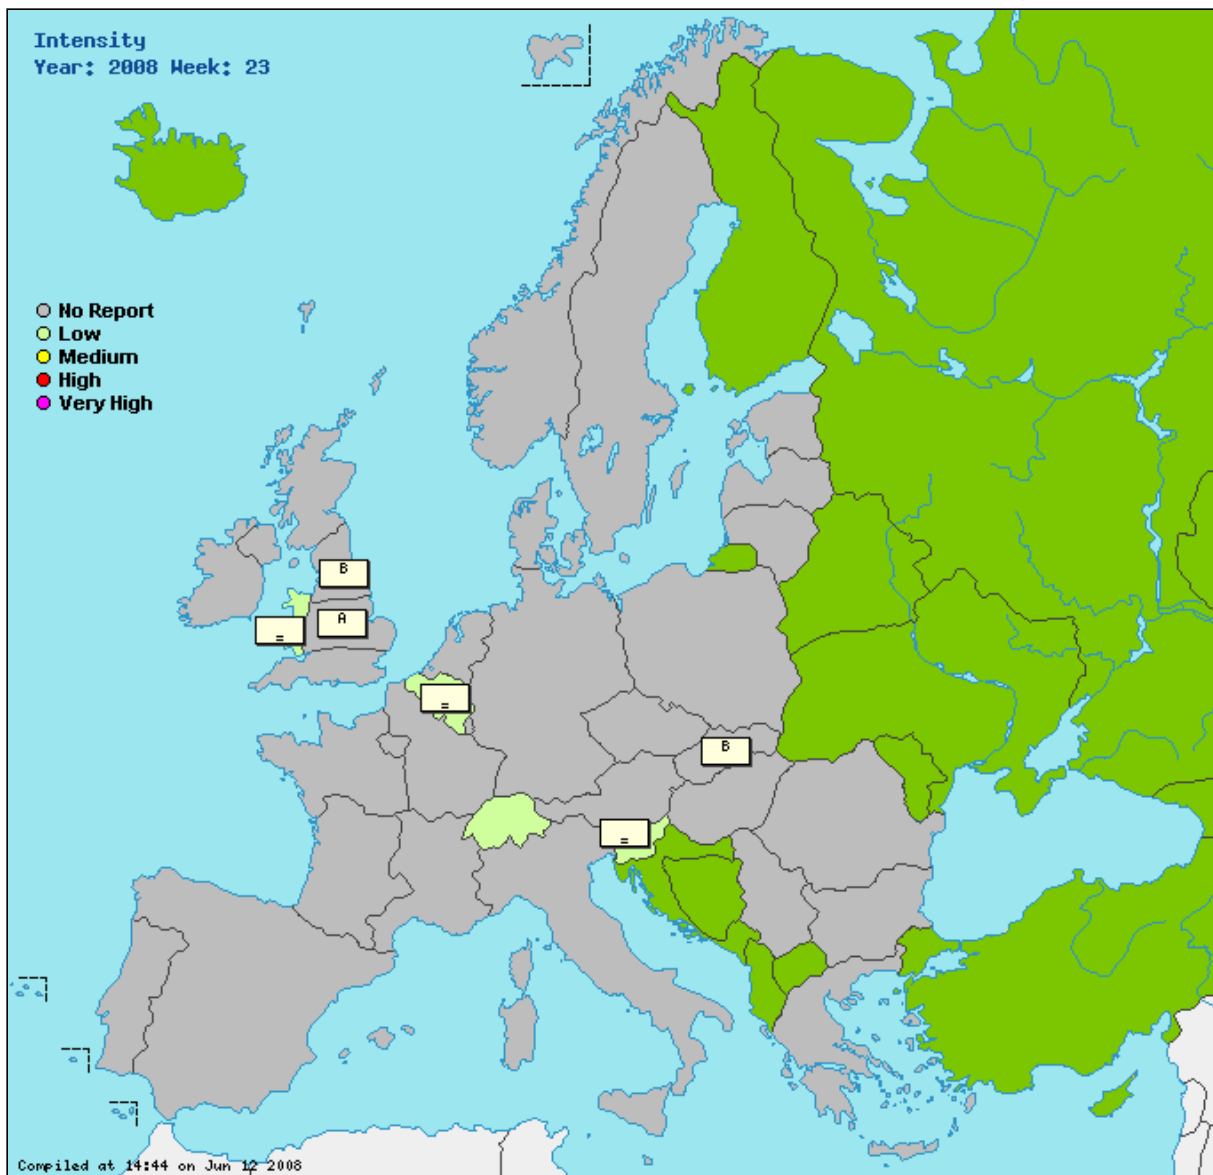 Intensity
Year: 2008 Week: 23
No Report
Low
Medium
High
Very High
B
A
=
=
B
=
Compiled at 14:44 on Jun 12 2008